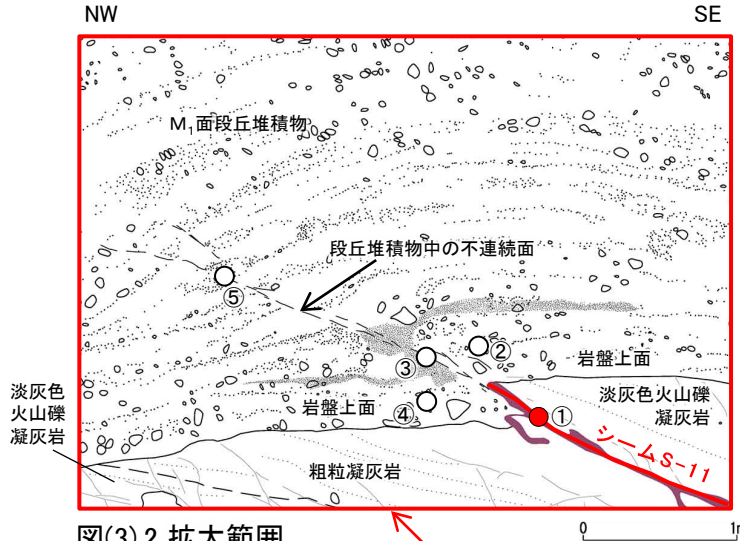 NW
SE
M₁面段丘堆積物
段丘堆積物中の不連続面
⑤
②
③
岩盤上面
淡灰色
火山礫
凝灰岩
岩盤上面
④
①
淡灰色火山礫
凝灰岩
シームS-11
粗粒凝灰岩
図(3).2 拡大範囲
0
1m